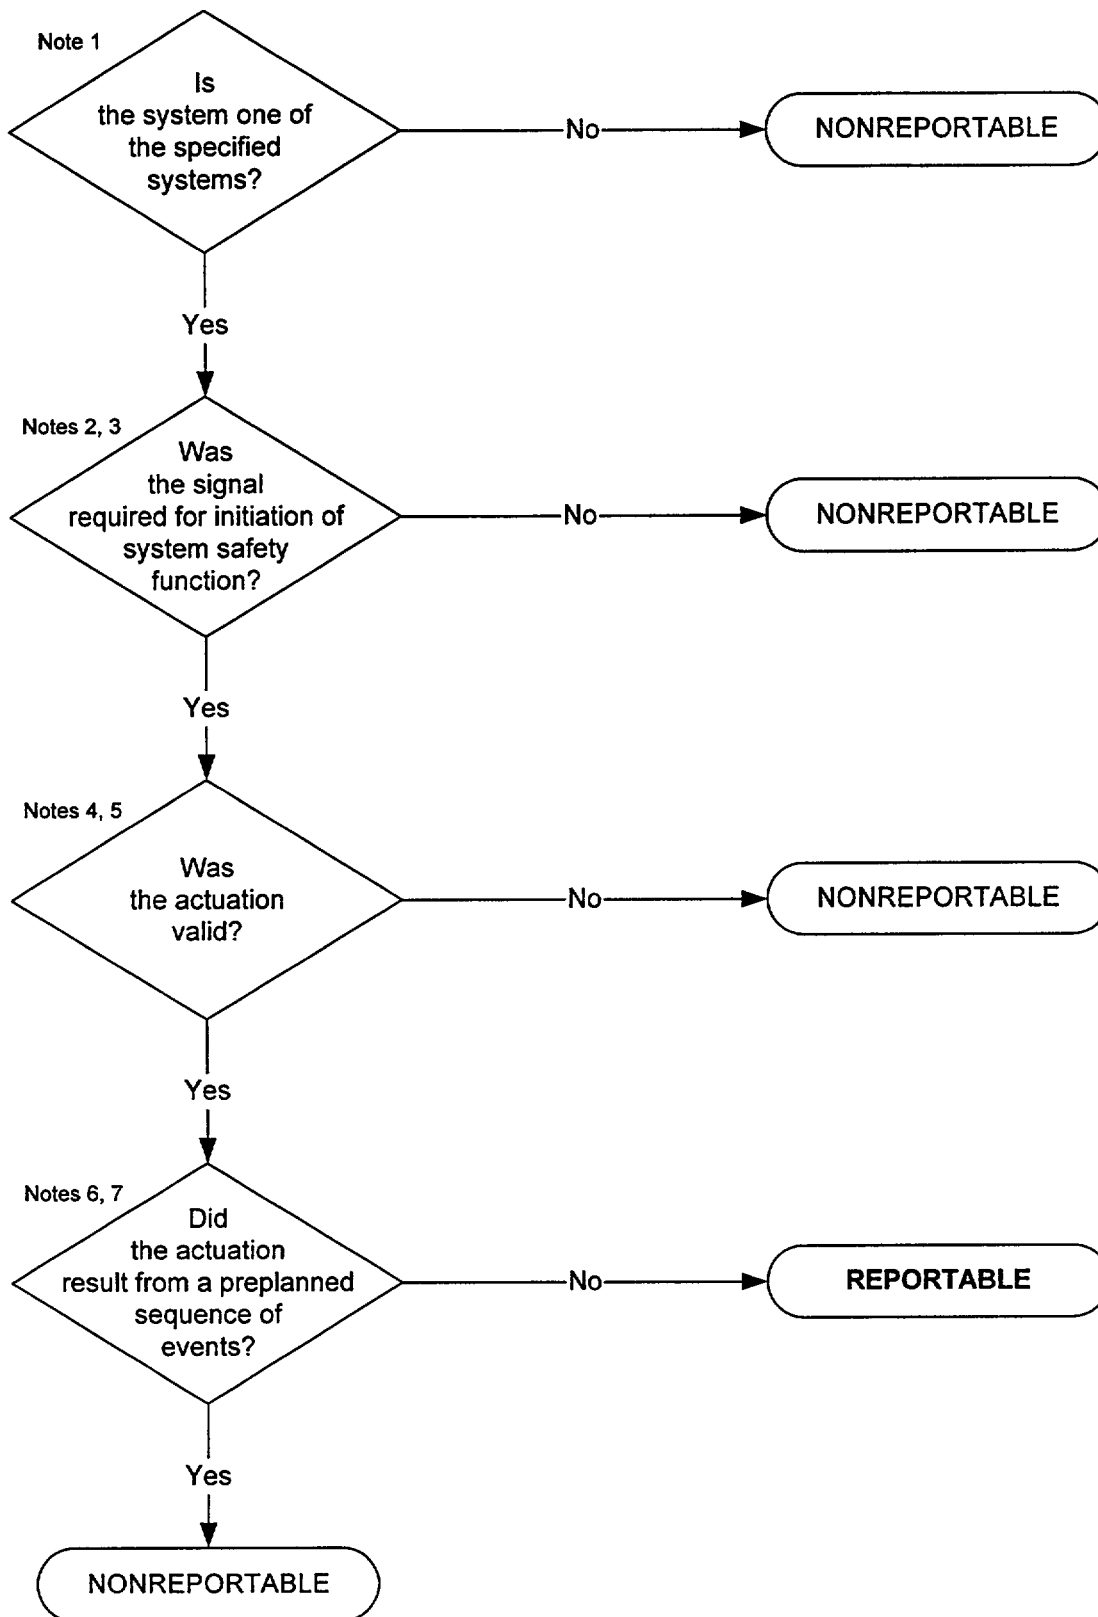 Note 1
Is
the system one of
the specified
systems?
No
NONREPORTABLE
Yes
Notes 2, 3
Was
the signal
required for initiation of
system safety
function?
No
NONREPORTABLE
Yes
Notes 4, 5
Was
the actuation
valid?
No
NONREPORTABLE
Yes
Notes 6, 7
Did
the actuation
result from a preplanned
sequence of
events?
No
REPORTABLE
Yes
NONREPORTABLE